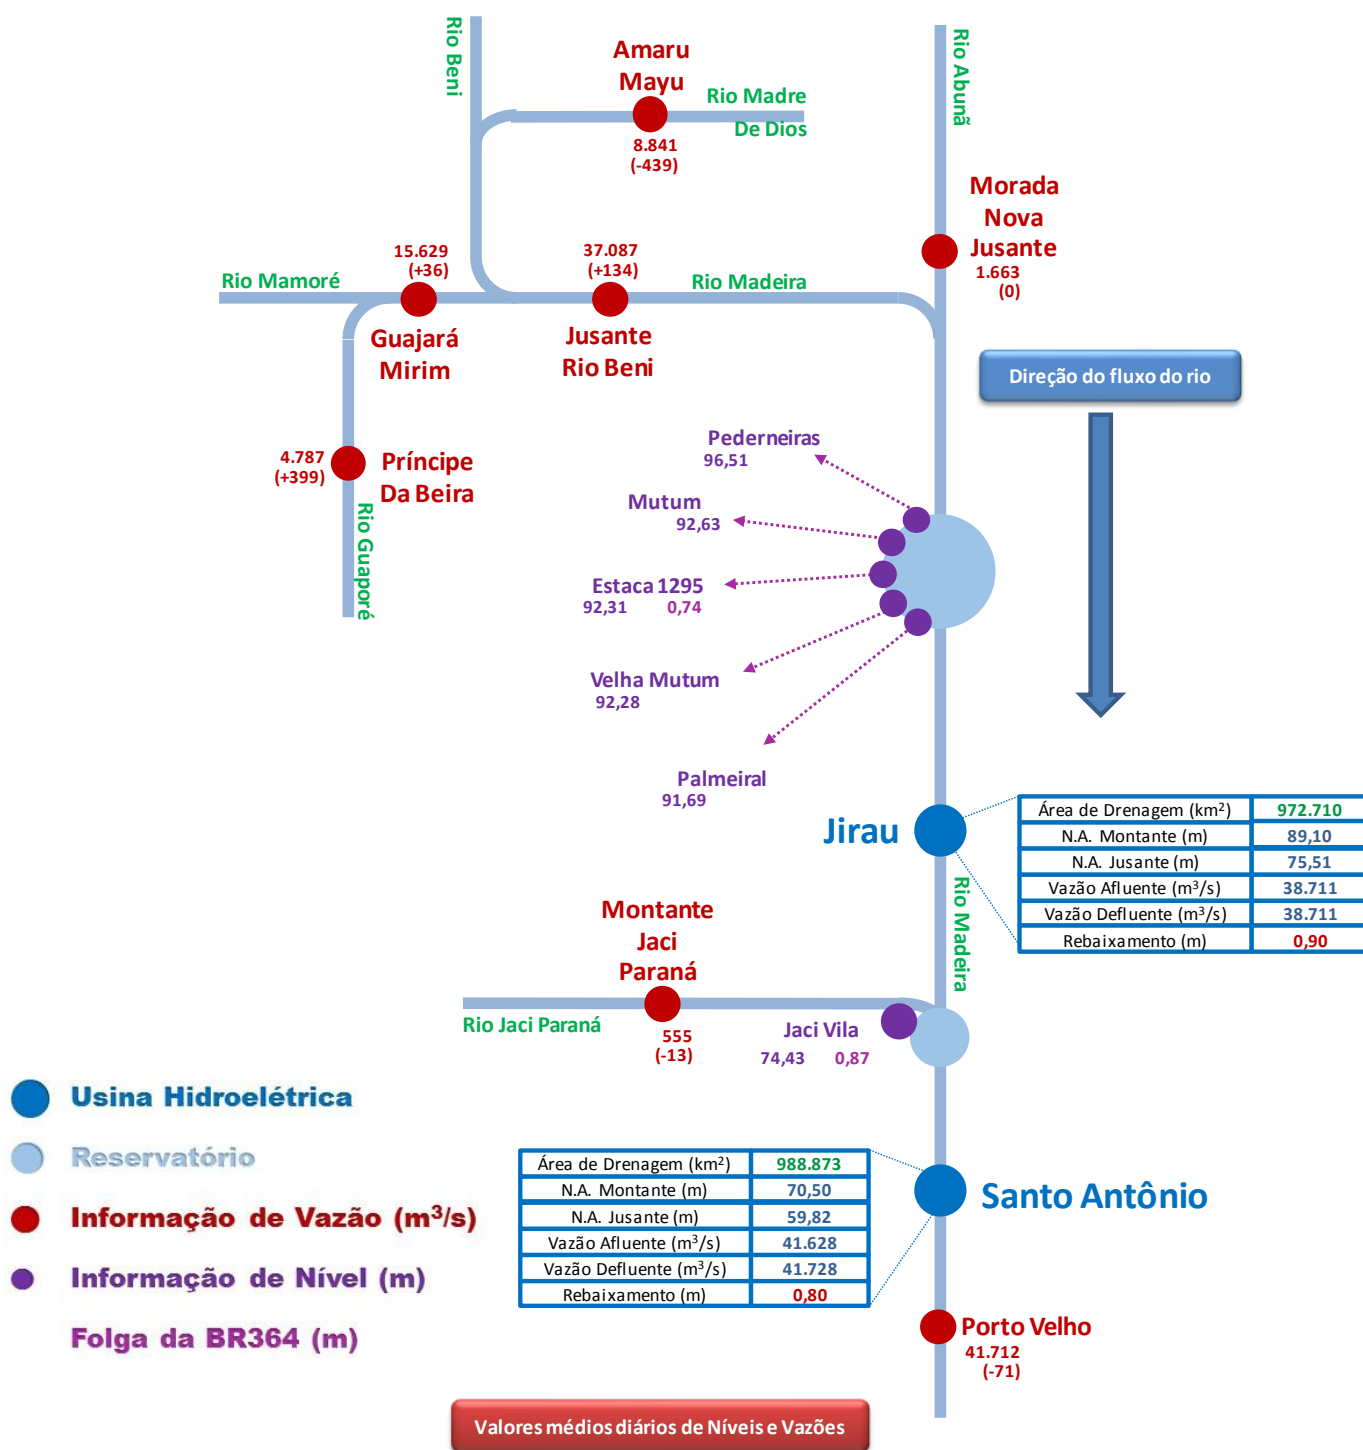 Rio Beni
Amaru
Mayu
Rio Madre
De Dios
8.841
(-439)
Rio Abunã
Morada
Nova
Jusante
1.663
(0)
15.629
(+36)
37.087
(+134)
Rio Mamoré
Rio Madeira
Guajará
Mirim
Jusante
Rio Beni
Direção do fluxo do rio
4.787
(+399)
Príncipe
Da Beira
Rio Guaporé
Pederneiras
96,51
Mutum
92,63
Estaca 1295
92,31 0,74
Velha Mutum
92,28
Palmeiral
91,69
Jirau
Área de Drenagem (km²) 972.710
N.A. Montante (m) 89,10
N.A. Jusante (m) 75,51
Vazão Afluente (m³/s) 38.711
Vazão Defluente (m³/s) 38.711
Rebaixamento (m) 0,90
Rio Madeira
Montante
Jaci
Paraná
Rio Jaci Paraná
555
(-13)
Jaci Vila
74,43 0,87
Usina Hidroelétrica
Reservatório
Informação de Vazão (m³/s)
Informação de Nível (m)
Folga da BR364 (m)
Área de Drenagem (km²) 988.873
N.A. Montante (m) 70,50
N.A. Jusante (m) 59,82
Vazão Afluente (m³/s) 41.628
Vazão Defluente (m³/s) 41.728
Rebaixamento (m) 0,80
Santo Antônio
Porto Velho
41.712
(-71)
Valores médios diários de Níveis e Vazões